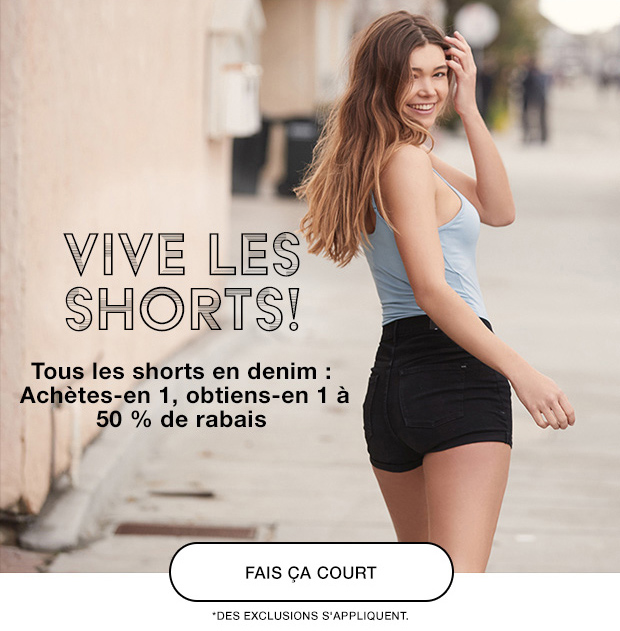 VIVE LES
SHORTS!
Tous les shorts en denim :
Achètes-en 1, obtiens-en 1 à
50 % de rabais
FAIS ÇA COURT
*DES EXCLUSIONS S'APPLIQUENT.